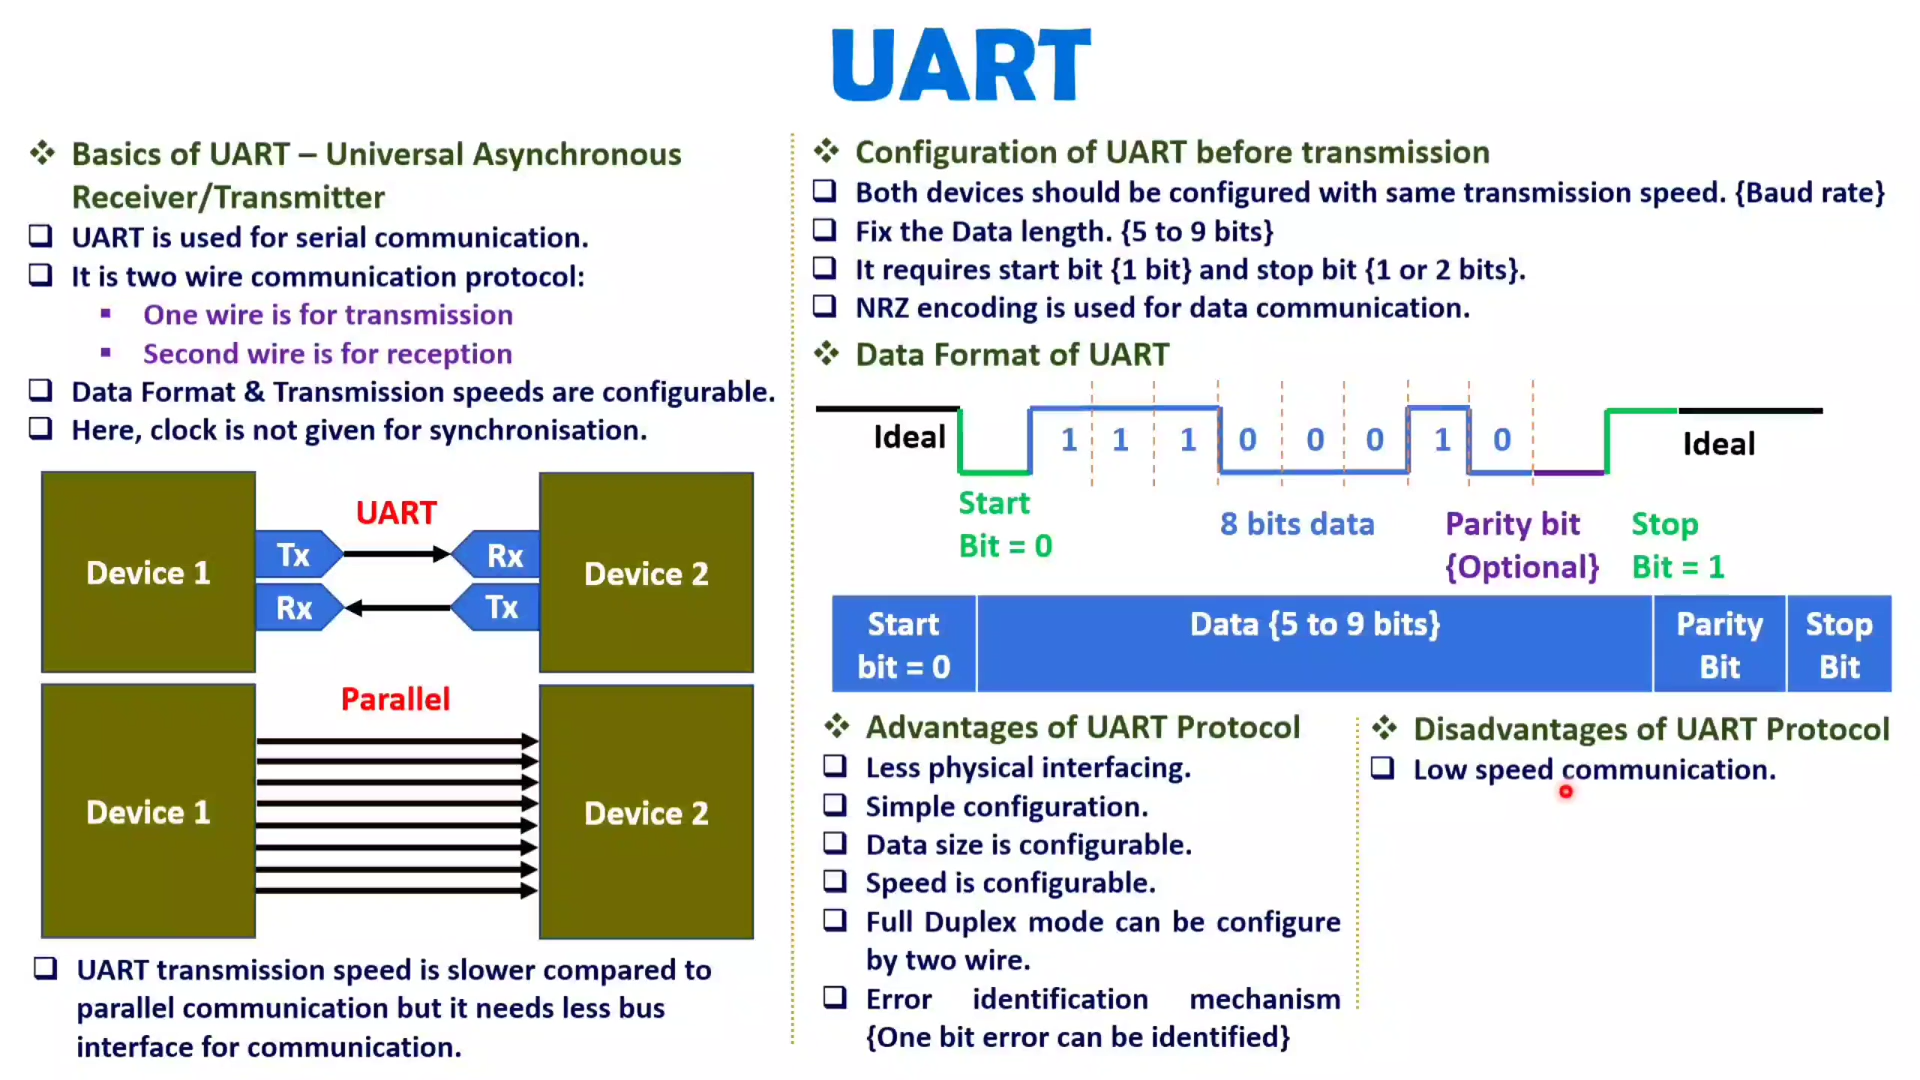 UART
Basics of UART – Universal Asynchronous
Receiver/Transmitter
UART is used for serial communication.
It is two wire communication protocol:
One wire is for transmission
Second wire is for reception
Data Format & Transmission speeds are configurable.
Here, clock is not given for synchronisation.
UART
Device 1
Tx
Rx
Rx
Tx
Device 2
Parallel
Device 1
Device 2
UART transmission speed is slower compared to
parallel communication but it needs less bus
interface for communication.
Configuration of UART before transmission
Both devices should be configured with same transmission speed. {Baud rate}
Fix the Data length. {5 to 9 bits}
It requires start bit {1 bit} and stop bit {1 or 2 bits}.
NRZ encoding is used for data communication.
Data Format of UART
Ideal
1 1 1 0 0 0 1 0
Ideal
Start
Bit = 0
8 bits data
Parity bit
{Optional}
Stop
Bit = 1
Start
bit = 0
Data {5 to 9 bits}
Parity
Bit
Stop
Bit
Advantages of UART Protocol
Less physical interfacing.
Simple configuration.
Data size is configurable.
Speed is configurable.
Full Duplex mode can be configure
by two wire.
Error identification mechanism
{One bit error can be identified}
Disadvantages of UART Protocol
Low speed communication.